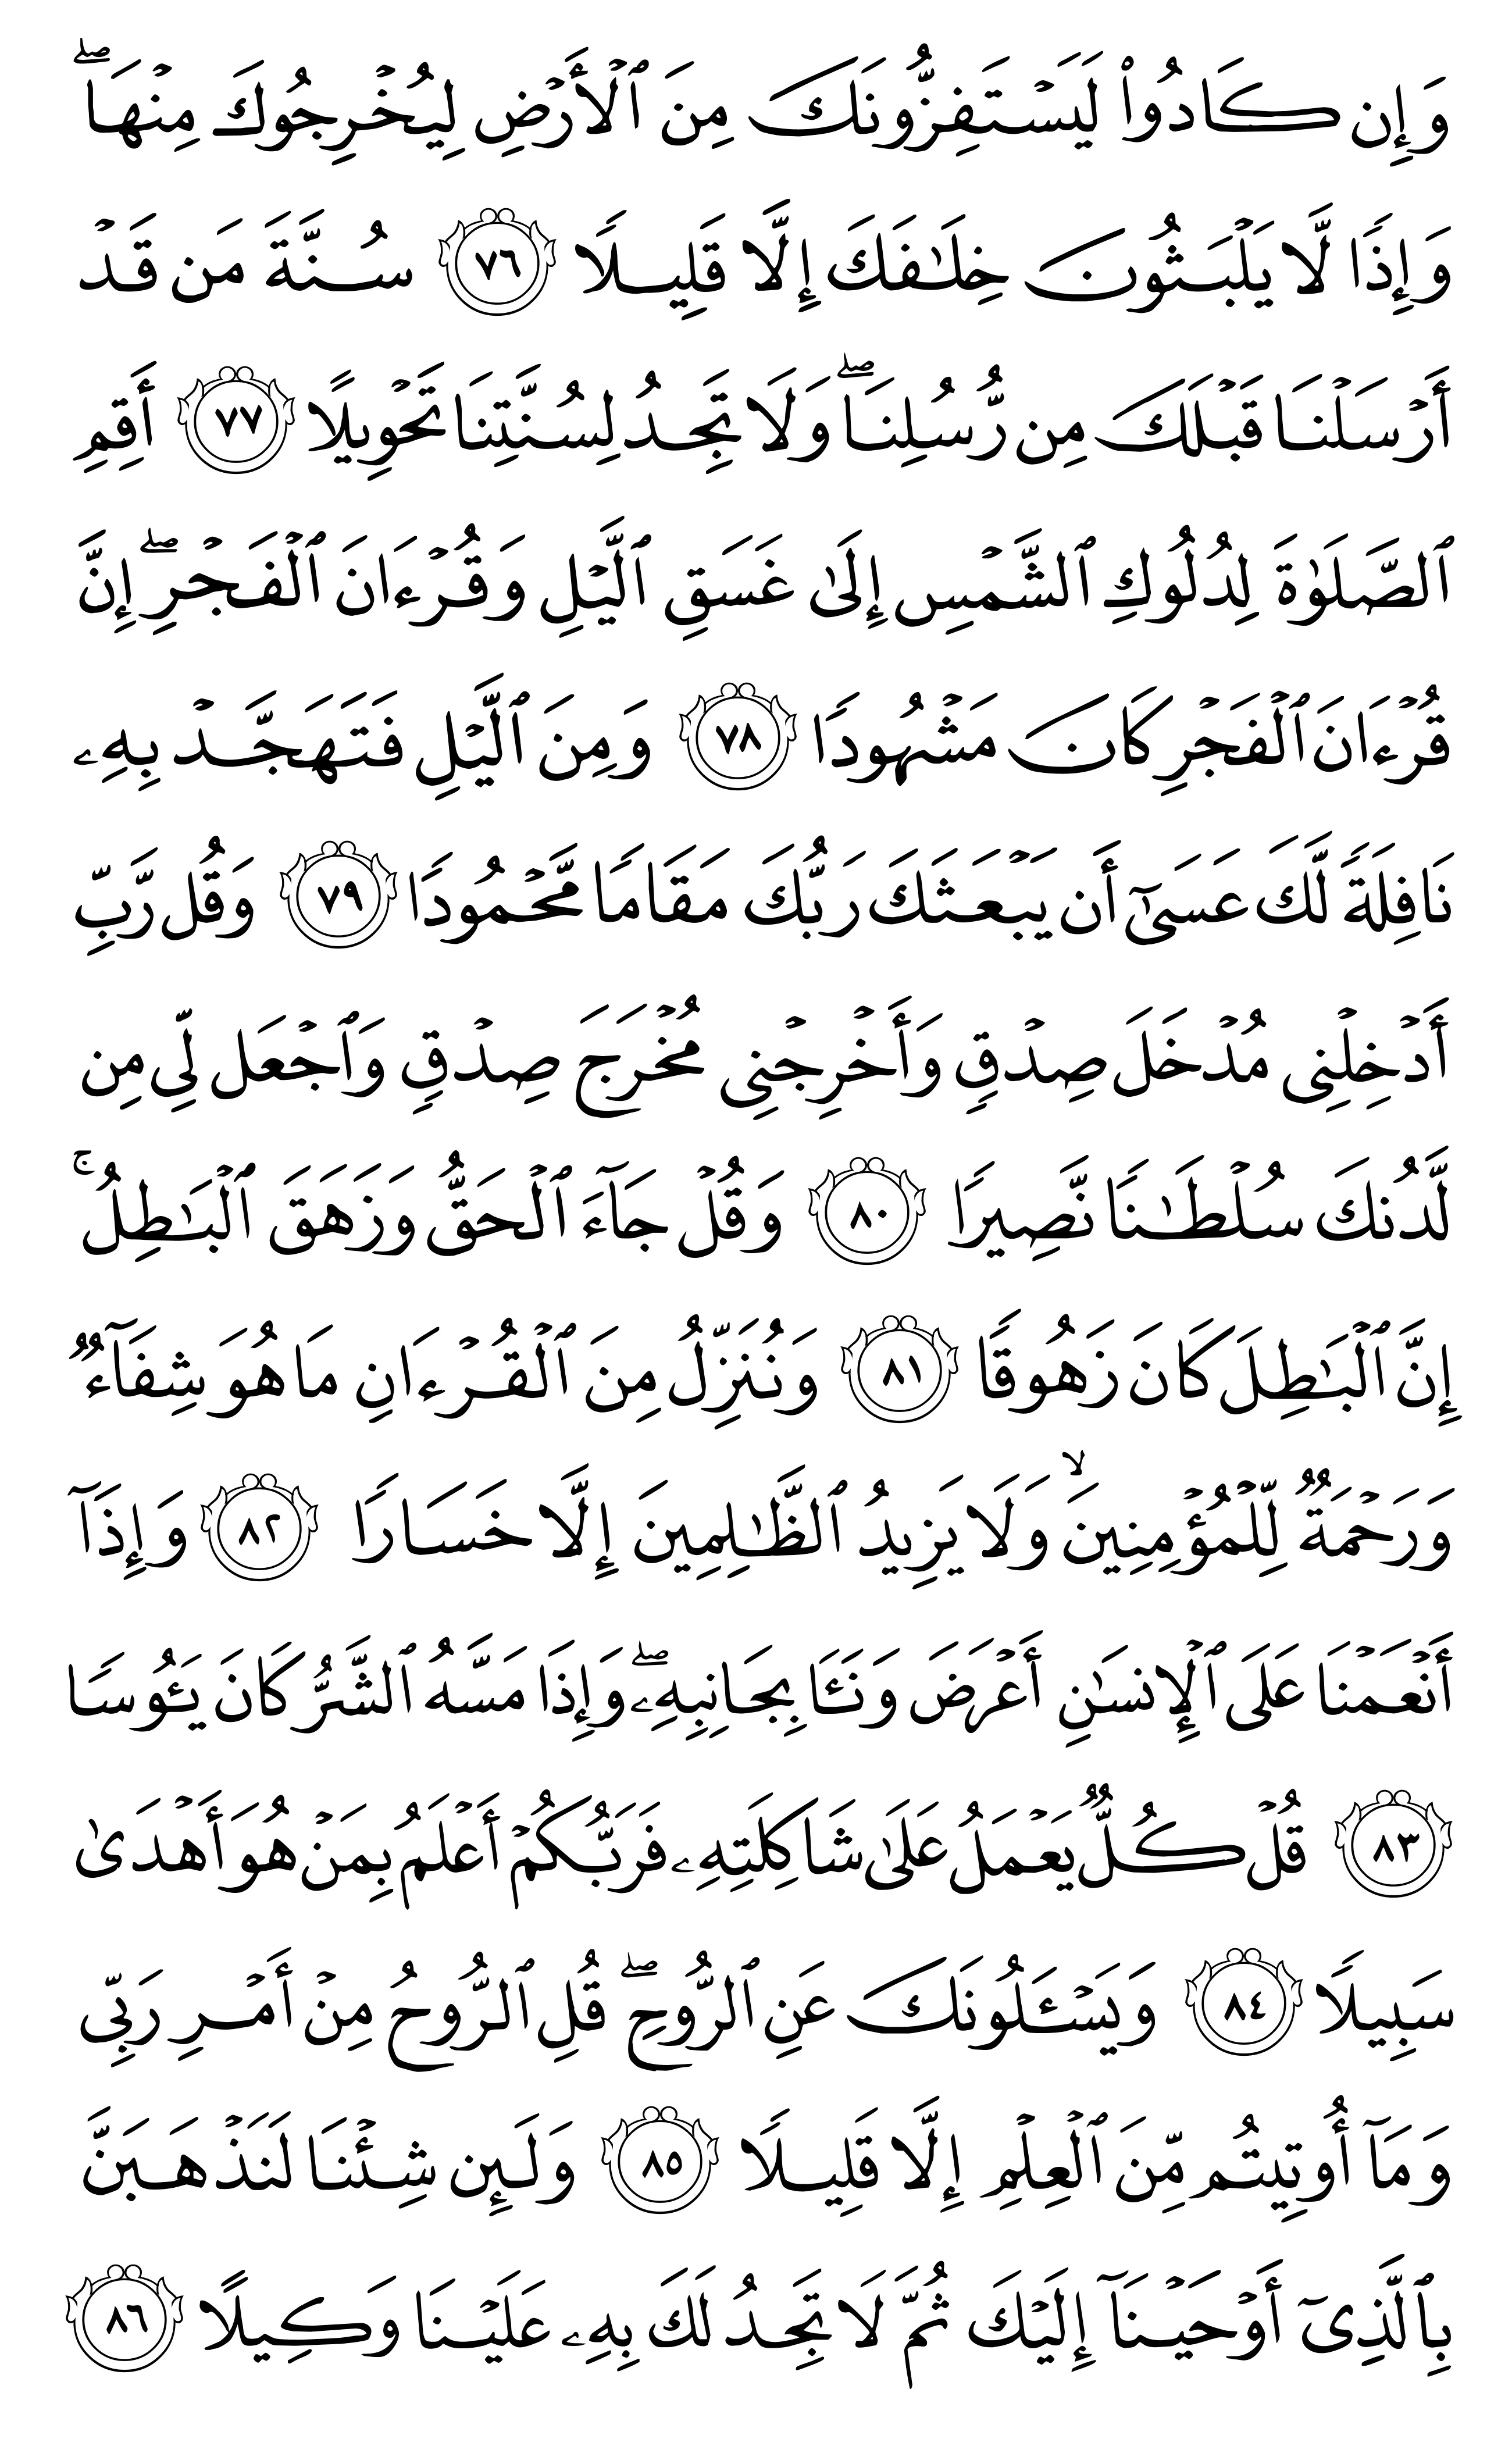 وَإِن كَادُوا۟ لَيَسْتَفِزُّونَكَ مِنَ ٱلْأَرْضِ لِيُخْرِجُوكَ مِنْهَا ۖ
وَإِذًا لَّا يَلْبَثُونَ خِلَـٰفَكَ إِلَّا قَلِيلًا ٧٦ سُنَّةَ مَن قَدْ
أَرْسَلْنَا قَبْلَكَ مِن رُّسُلِنَا ۖ وَلَا تَجِدُ لِسُنَّتِنَا تَحْوِيلًا ٧٧ أَقِمِ
ٱلصَّلَوٰةَ لِدُلُوكِ ٱلشَّمْسِ إِلَىٰ غَسَقِ ٱلَّيْلِ وَقُرْءَانَ ٱلْفَجْرِ ۖ إِنَّ
قُرْءَانَ ٱلْفَجْرِ كَانَ مَشْهُودًا ٧٨ وَمِنَ ٱلَّيْلِ فَتَهَجَّدْ بِهِۦ
نَافِلَةً لَّكَ عَسَىٰٓ أَن يَبْعَثَكَ رَبُّكَ مَقَامًا مَّحْمُودًا ٧٩ وَقُل رَّبِّ
أَدْخِلْنِى مُدْخَلَ صِدْقٍ وَأَخْرِجْنِى مُخْرَجَ صِدْقٍ وَٱجْعَل لِّى مِن
لَّدُنكَ سُلْطَـٰنًا نَّصِيرًا ٨٠ وَقُلْ جَآءَ ٱلْحَقُّ وَزَهَقَ ٱلْبَـٰطِلُ ۚ
إِنَّ ٱلْبَـٰطِلَ كَانَ زَهُوقًا ٨١ وَنُنَزِّلُ مِنَ ٱلْقُرْءَانِ مَا هُوَ شِفَآءٌ
وَرَحْمَةٌ لِّلْمُؤْمِنِينَ ۙ وَلَا يَزِيدُ ٱلظَّـٰلِمِينَ إِلَّا خَسَارًا ٨٢ وَإِذَآ
أَنْعَمْنَا عَلَى ٱلْإِنسَـٰنِ أَعْرَضَ وَنَـَٔا بِجَانِبِهِۦ ۖ وَإِذَا مَسَّهُ ٱلشَّرُّ كَانَ يَـُٔوسًا
٨٣ قُلْ كُلٌّ يَعْمَلُ عَلَىٰ شَاكِلَتِهِۦ فَرَبُّكُمْ أَعْلَمُ بِمَنْ هُوَ أَهْدَىٰ
سَبِيلًا ٨٤ وَيَسْـَٔلُونَكَ عَنِ ٱلرُّوحِ ۖ قُلِ ٱلرُّوحُ مِنْ أَمْرِ رَبِّى
وَمَآ أُوتِيتُم مِّنَ ٱلْعِلْمِ إِلَّا قَلِيلًا ٨٥ وَلَئِن شِئْنَا لَنَذْهَبَنَّ
بِٱلَّذِىٓ أَوْحَيْنَآ إِلَيْكَ ثُمَّ لَا تَجِدُ لَكَ بِهِۦ عَلَيْنَا وَكِيلًا ٨٦